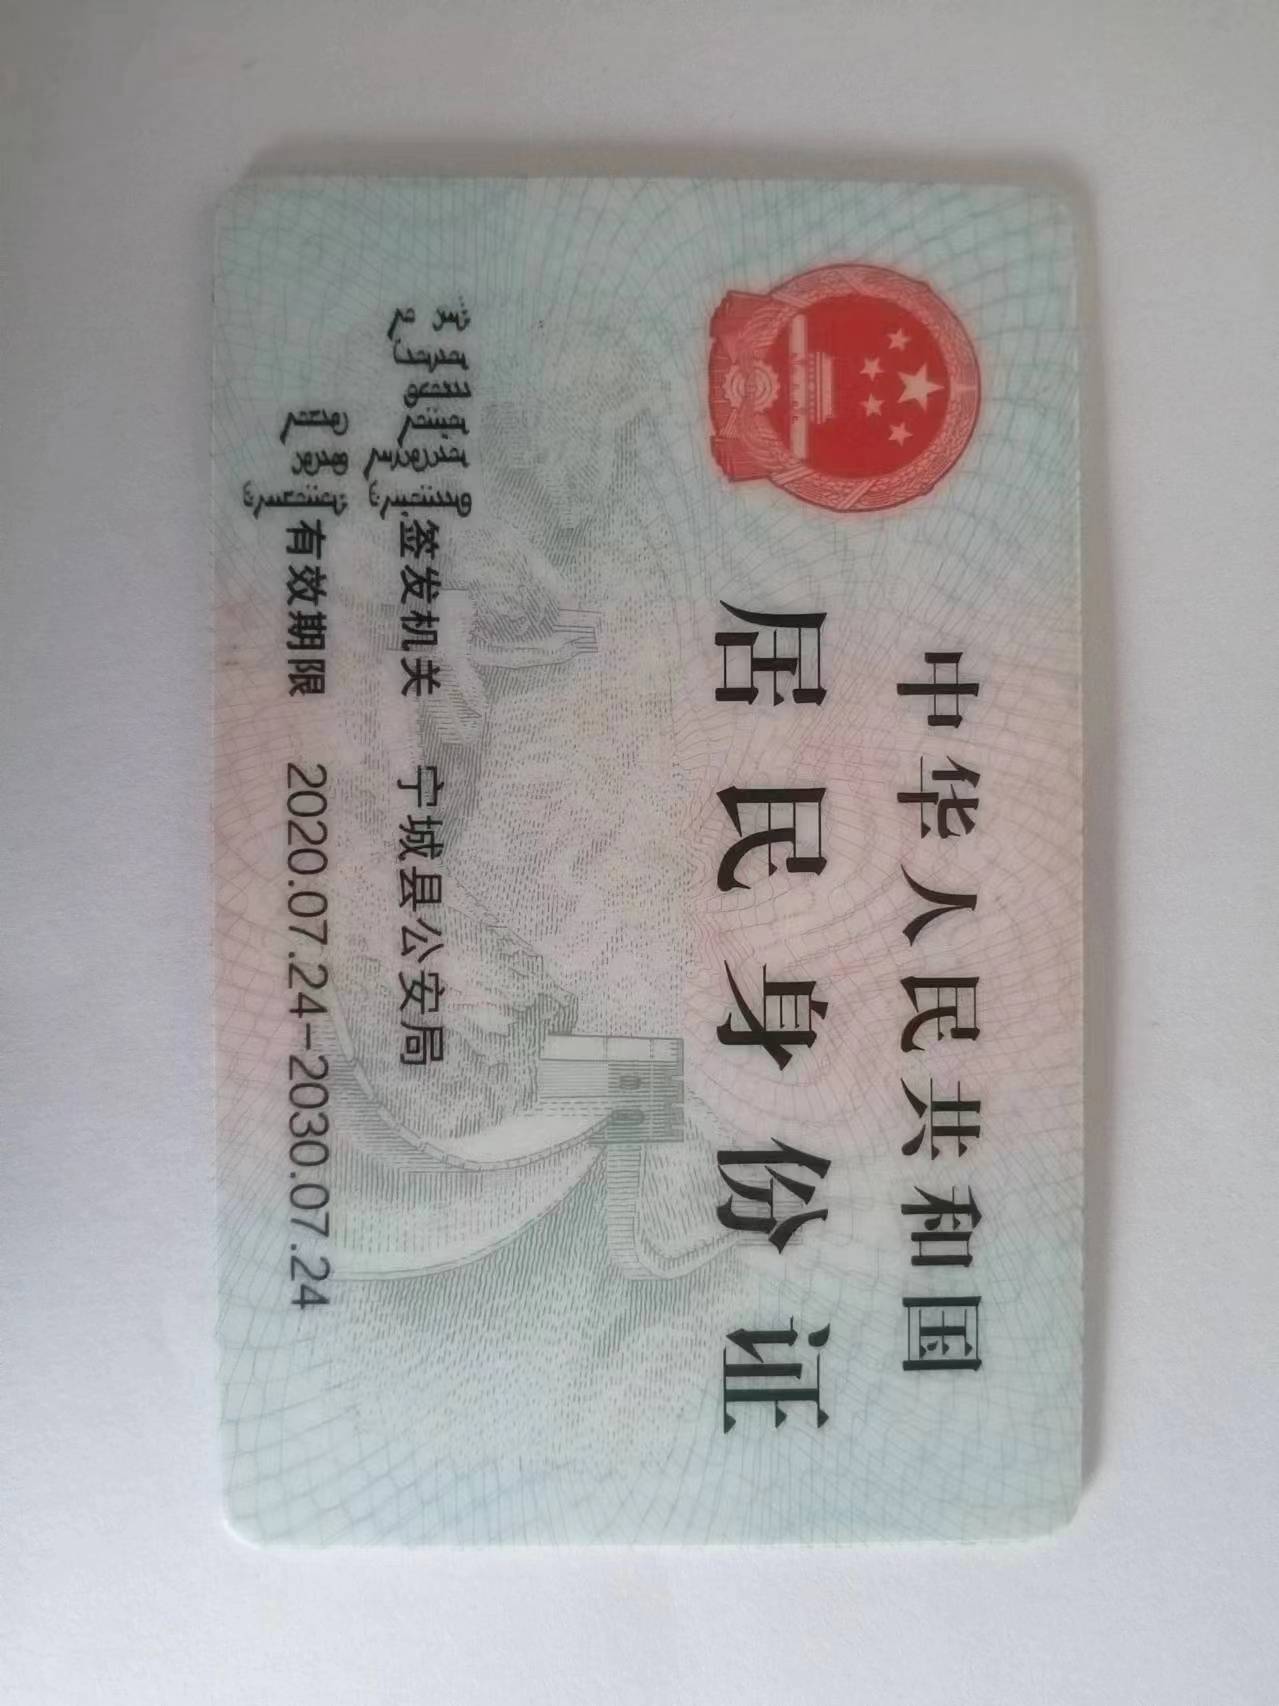 中华人民共和国
居民身份证
签发机关 宁城县公安局
有效期限 2020.07.24-2030.07.24